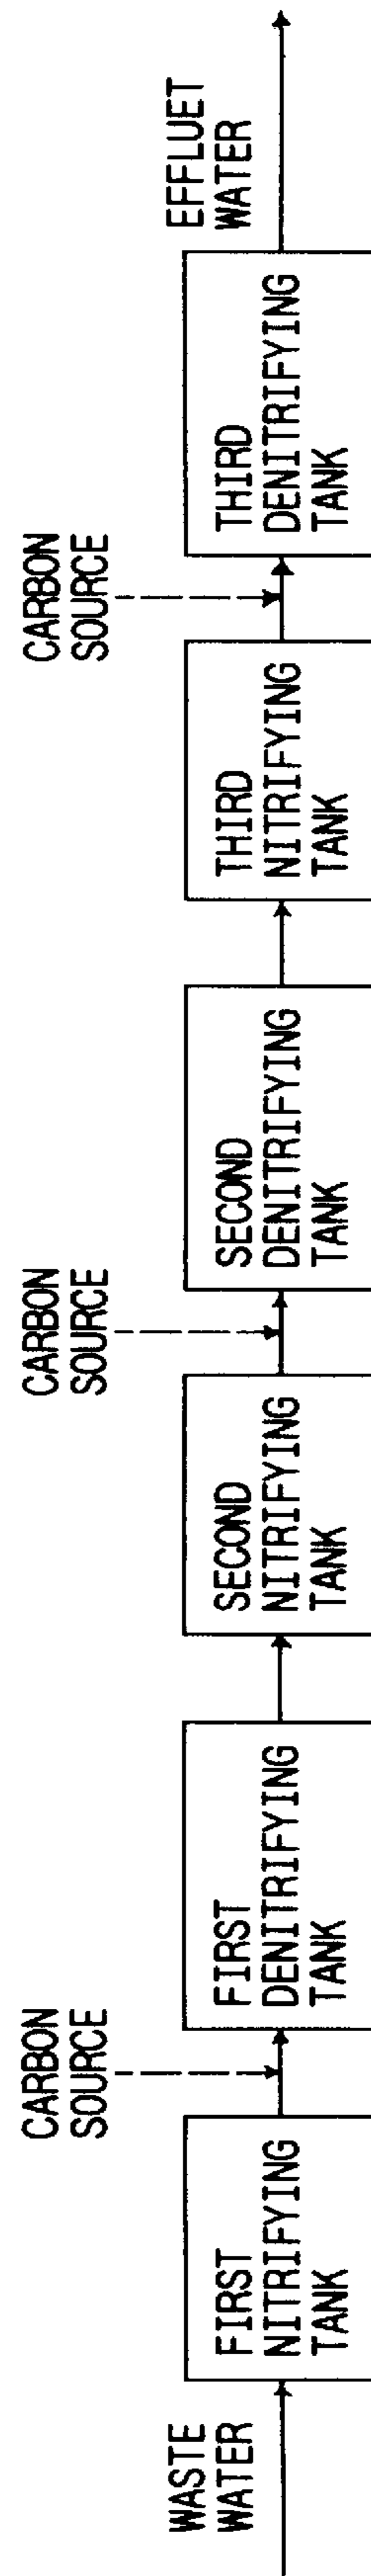 WASTE
WATER
FIRST
NITRIFYING
TANK
CARBON
SOURCE
FIRST
DENITRIFYING
TANK
SECOND
NITRIFYING
TANK
CARBON
SOURCE
SECOND
DENITRIFYING
TANK
THIRD
NITRIFYING
TANK
CARBON
SOURCE
THIRD
DENITRIFYING
TANK
EFFLUET
WATER